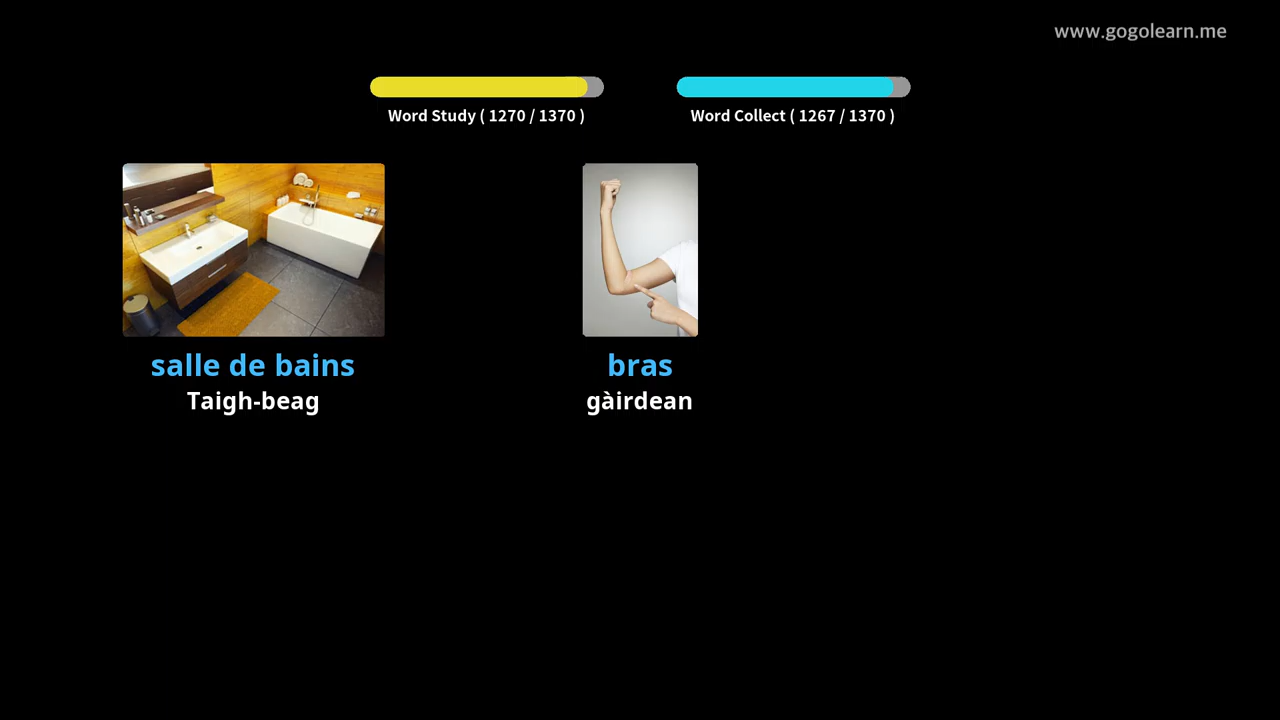 www.gogolearn.me
Word Study ( 1270 / 1370 )
Word Collect ( 1267 / 1370 )
salle de bains
Taigh-beag
bras
gàirdean